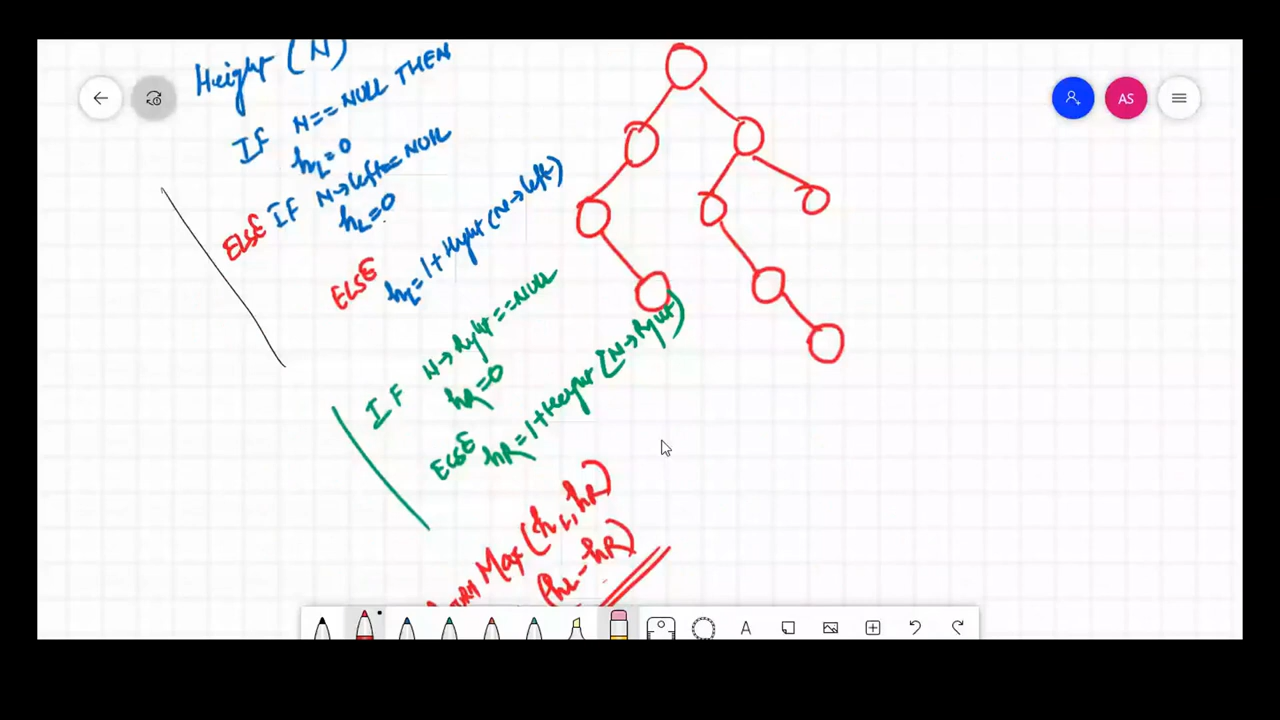 Height (N)
IF N == NULL THEN
hL = 0
ELSE IF N→left == NULL
hL = 0
ELSE hL = 1 + Height (N→left)
IF N→Right == NULL
hR = 0
ELSE hR = 1 + Height (N→Right)
Max (hL, hR)
(hL - hR)
AS
A